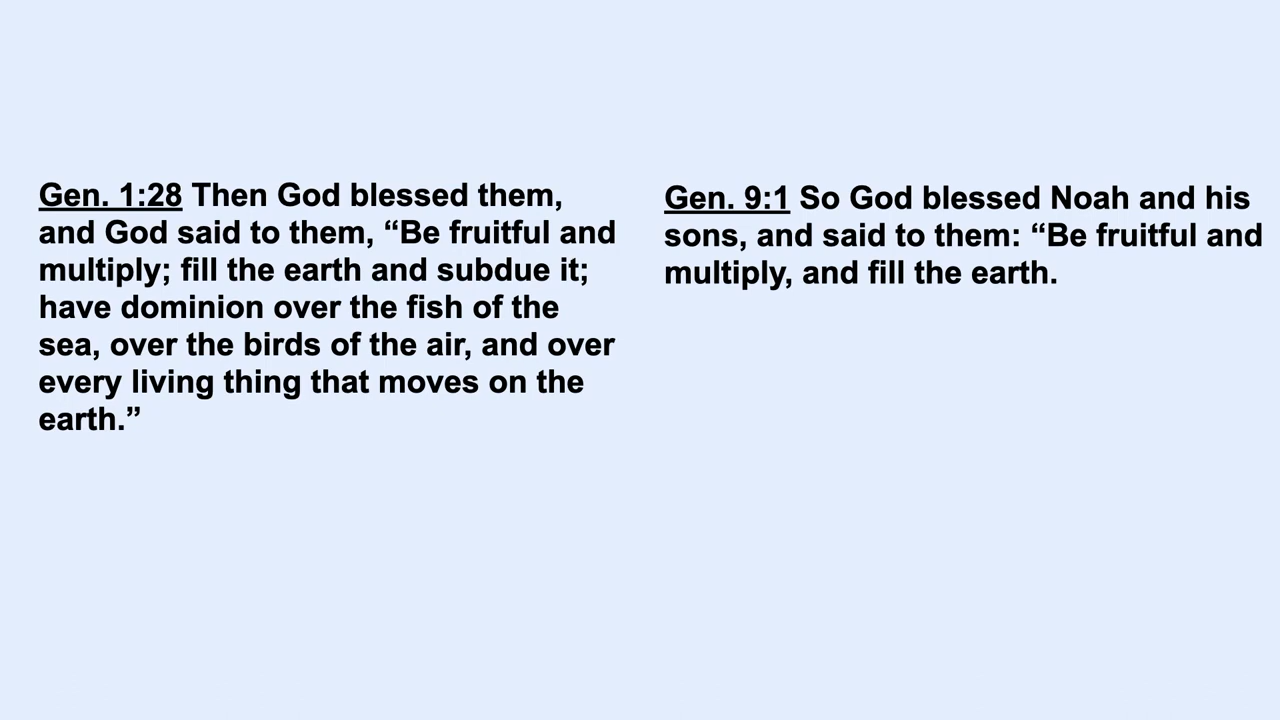 Gen. 1:28 Then God blessed them,
and God said to them, “Be fruitful and
multiply; fill the earth and subdue it;
have dominion over the fish of the
sea, over the birds of the air, and over
every living thing that moves on the
earth.”
Gen. 9:1 So God blessed Noah and his
sons, and said to them: “Be fruitful and
multiply, and fill the earth.